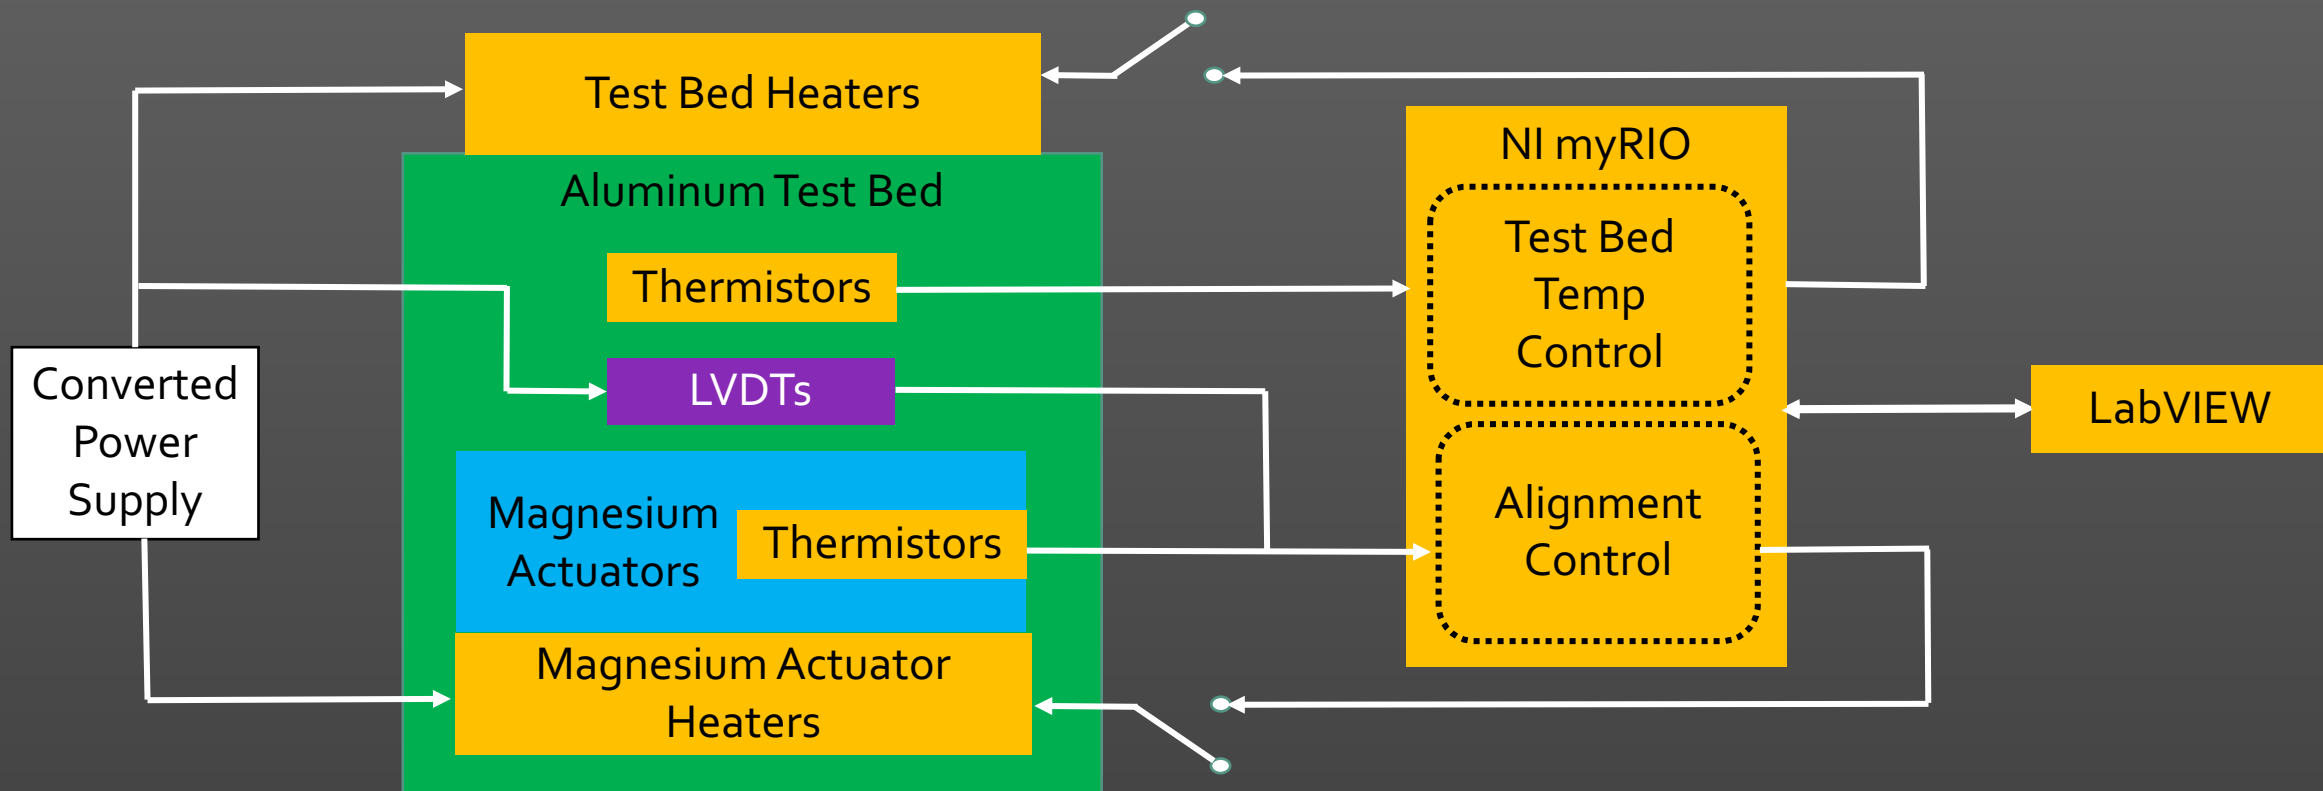 Test Bed Heaters
Aluminum Test Bed
Thermistors
LVDTs
Magnesium
Actuators
Thermistors
Magnesium Actuator
Heaters
Converted
Power
Supply
NI myRIO
Test Bed
Temp
Control
Alignment
Control
LabVIEW